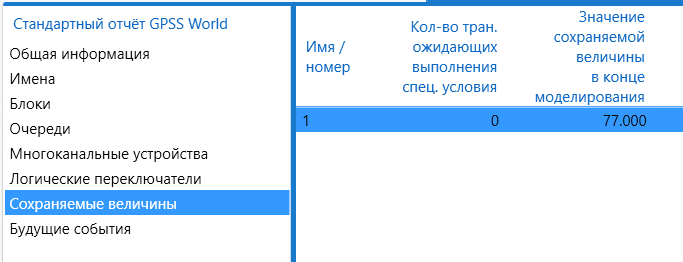 Стандартный отчёт GPSS World
Общая информация
Имена
Блоки
Очереди
Многоканальные устройства
Логические переключатели
Сохраняемые величины
Будущие события
Имя /
номер
Кол-во тран.
ожидающих
выполнения
спец. условия
Значение
сохраняемой
величины
в конце
моделирования
1 0 77.000